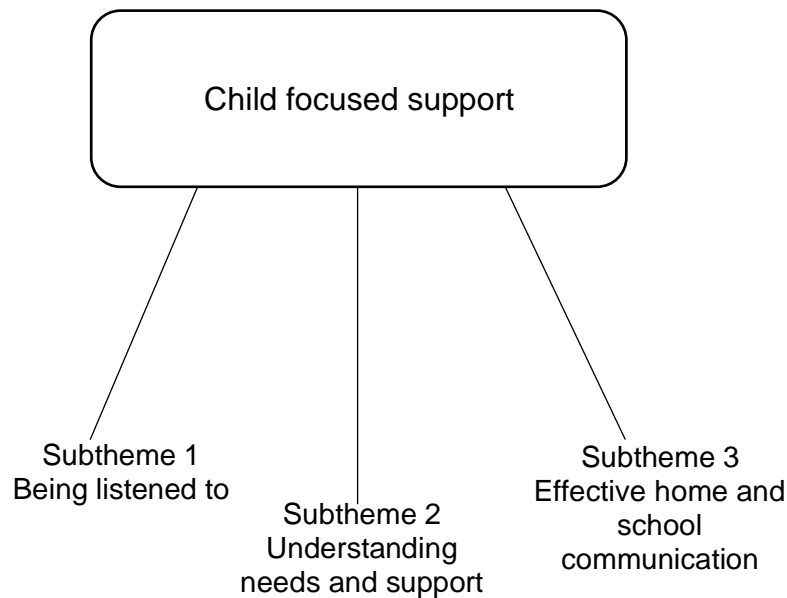 Child focused support
Subtheme 1
Being listened to
Subtheme 2
Understanding
needs and support
Subtheme 3
Effective home and
school
communication